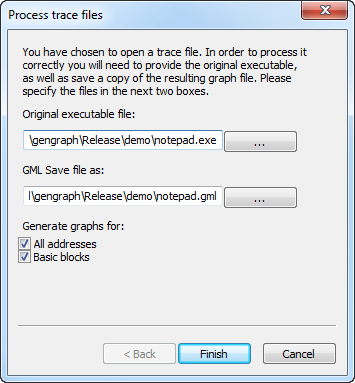 Process trace files
You have chosen to open a trace file. In order to process it
correctly you will need to provide the original executable,
as well as save a copy of the resulting graph file. Please
specify the files in the next two boxes.
Original executable file:
\gengraph\Release\demo\notepad.exe
...
GML Save file as:
l\gengraph\Release\demo\notepad.gml
...
Generate graphs for:
All addresses
Basic blocks
< Back
Finish
Cancel